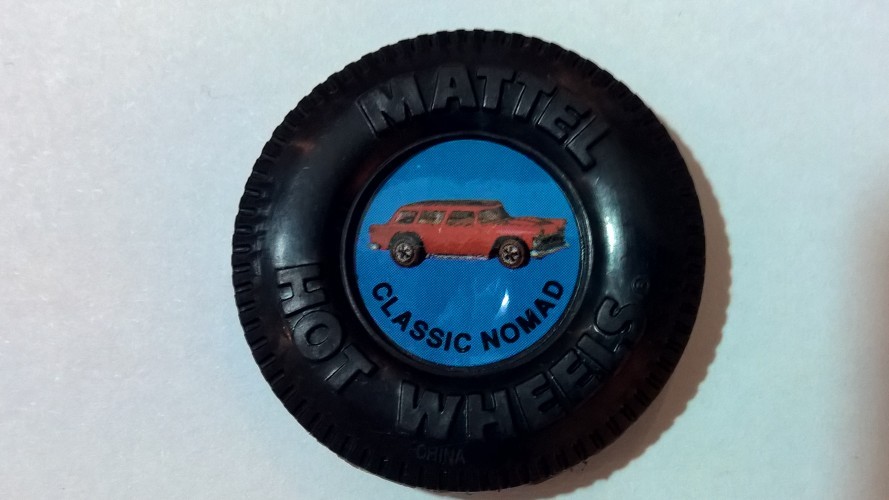 MATTEL
CLASSIC NOMAD
HOT WHEELS®
CHINA